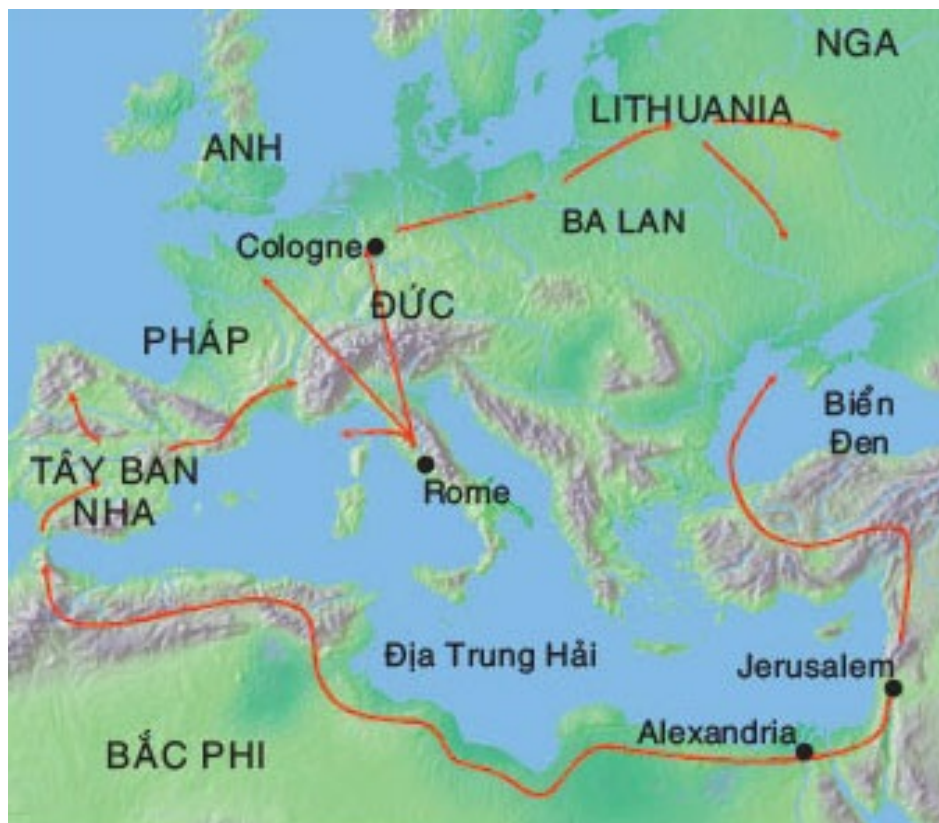 NGA
LITHUANIA
ANH
BA LAN
Cologne
ĐỨC
PHÁP
Biển
Đen
TÂY BAN
NHA
Rome
Địa Trung Hải
Jerusalem
Alexandria
BẮC PHI